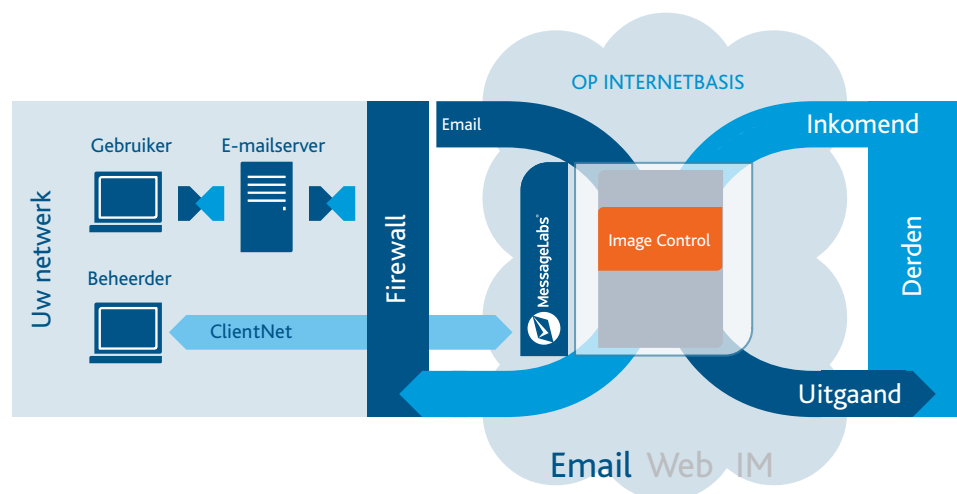 OP INTERNETBASIS
Email
Inkomend
Gebruiker
E-mailserver
Uw netwerk
Firewall
MessageLabs®
Image Control
Derden
Beheerder
ClientNet
Uitgaand
Email Web IM